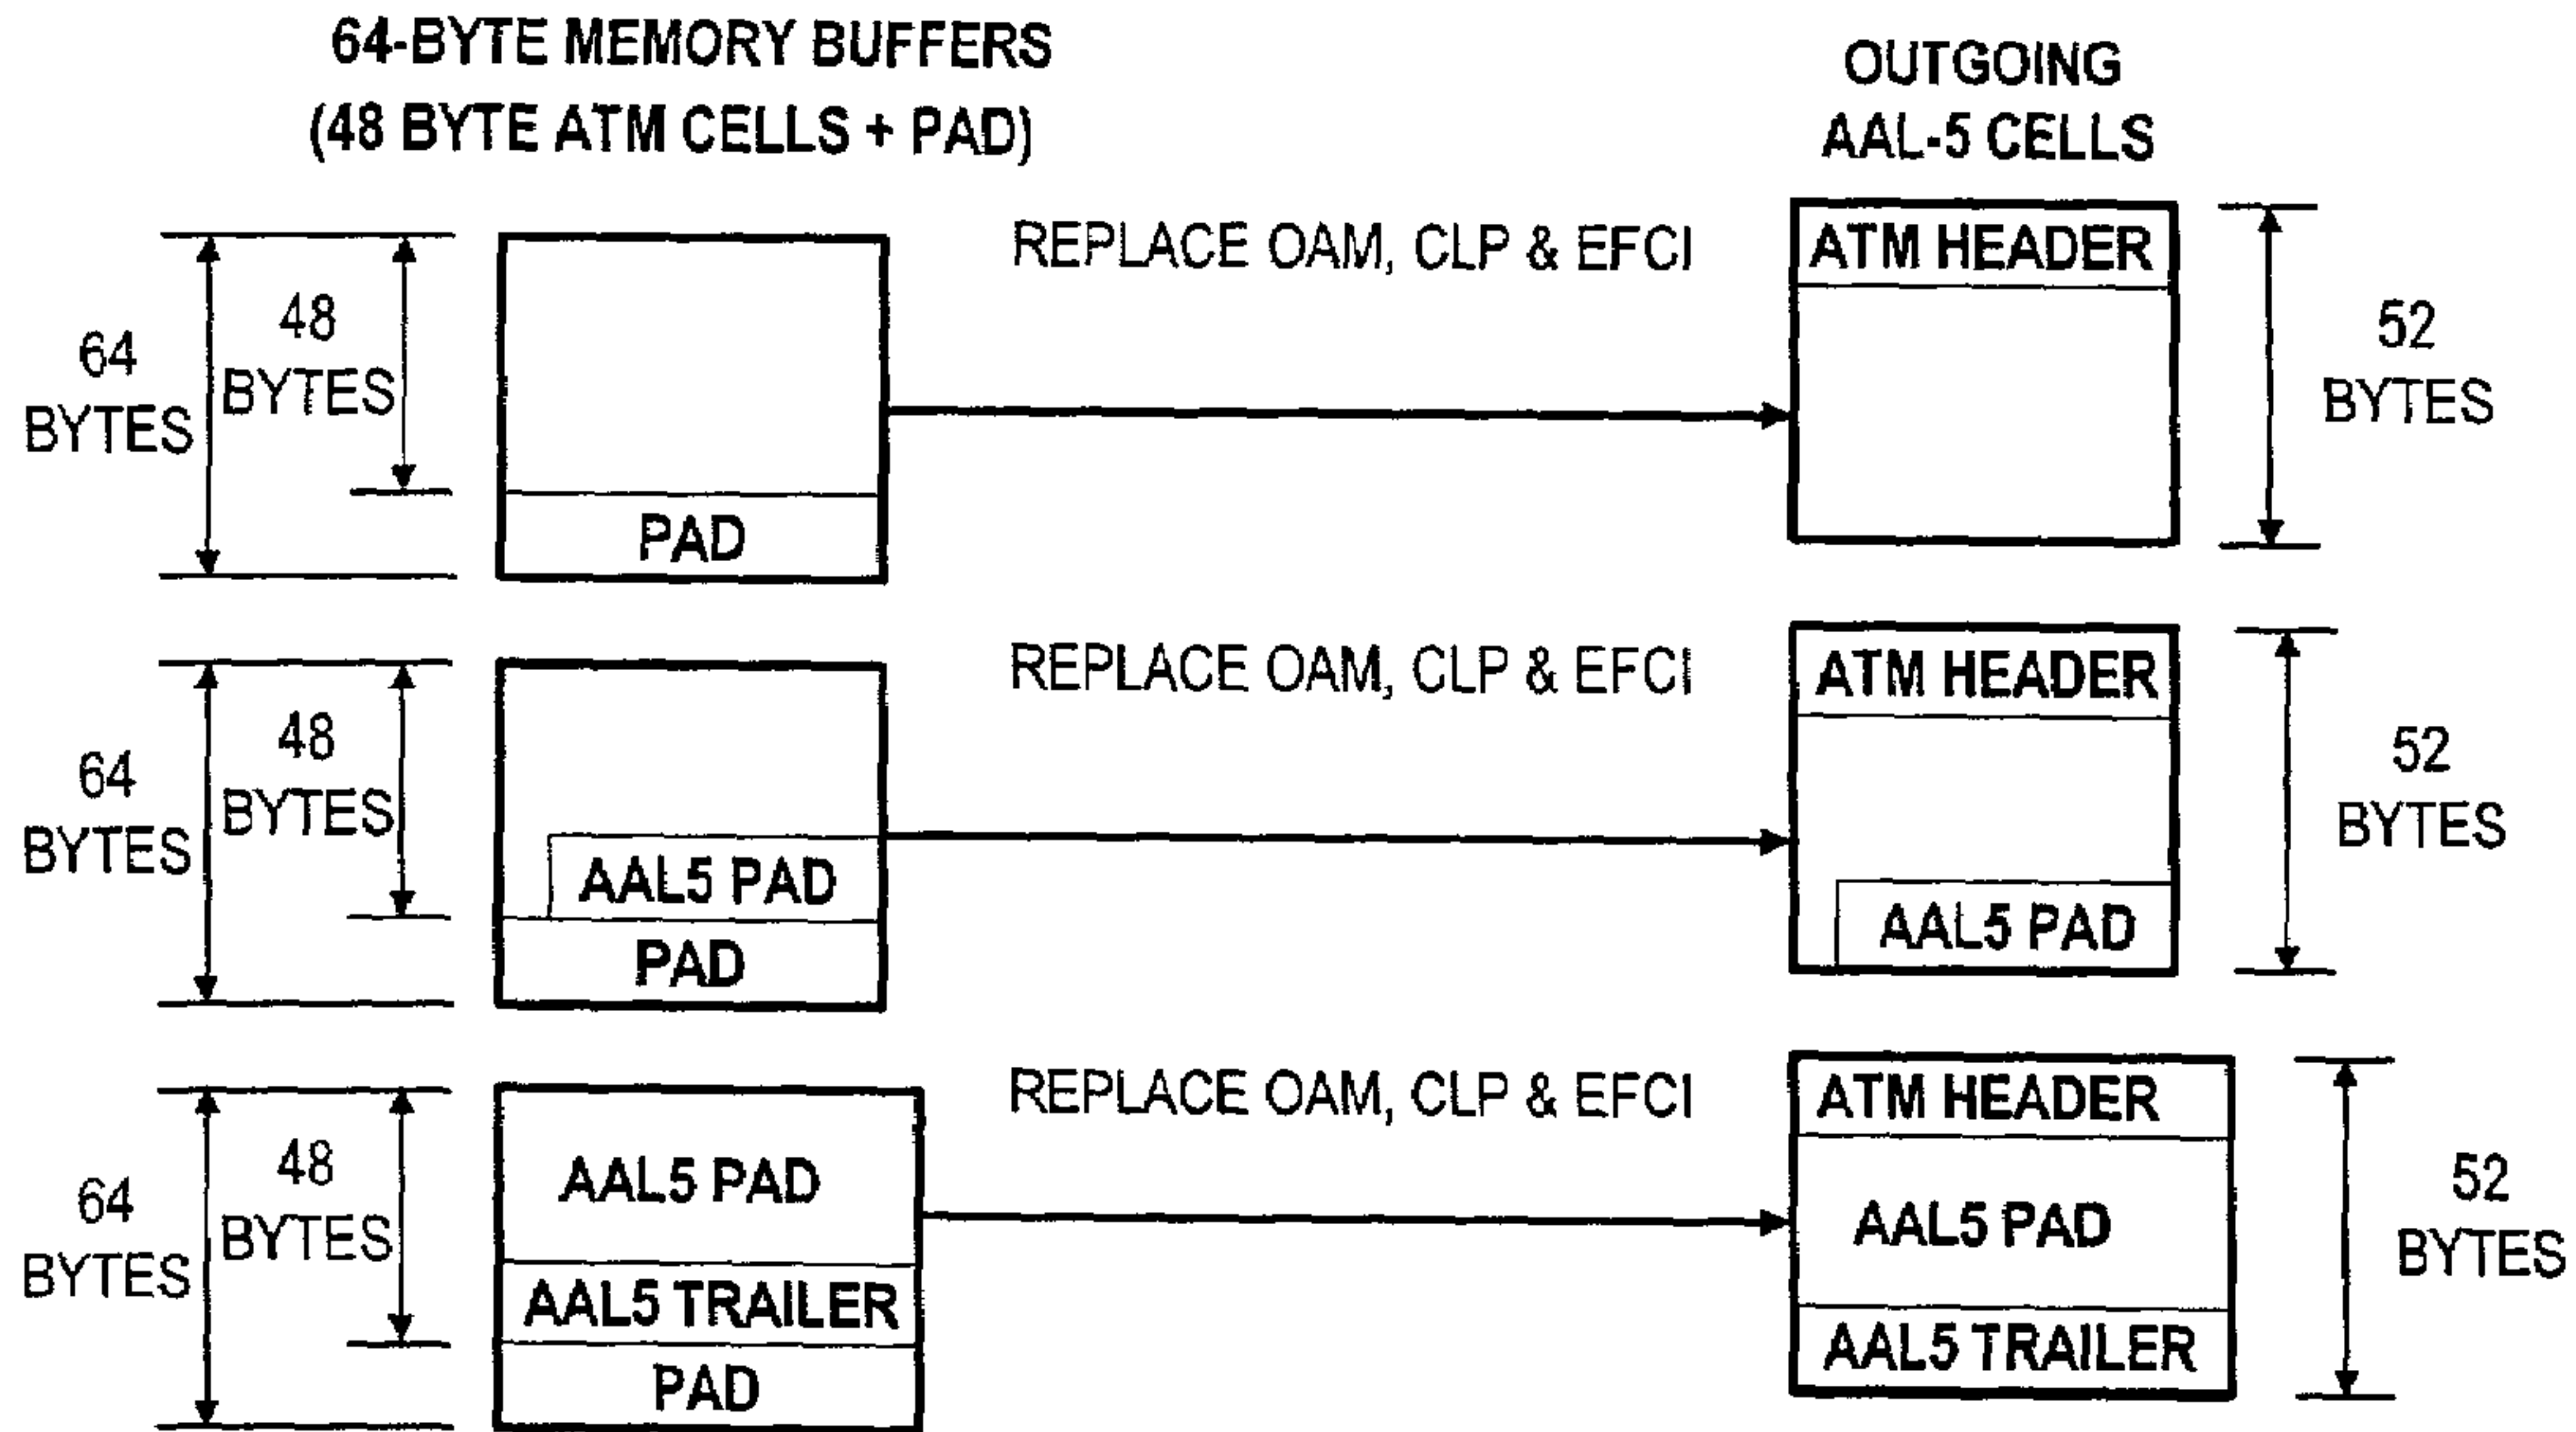 64-BYTE MEMORY BUFFERS
(48 BYTE ATM CELLS + PAD)
OUTGOING
AAL-5 CELLS
64
BYTES
48
BYTES
PAD
REPLACE OAM, CLP & EFCI
ATM HEADER
52
BYTES
64
BYTES
48
BYTES
AAL5 PAD
PAD
REPLACE OAM, CLP & EFCI
ATM HEADER
AAL5 PAD
52
BYTES
64
BYTES
48
BYTES
AAL5 PAD
AAL5 TRAILER
PAD
REPLACE OAM, CLP & EFCI
ATM HEADER
AAL5 PAD
AAL5 TRAILER
52
BYTES